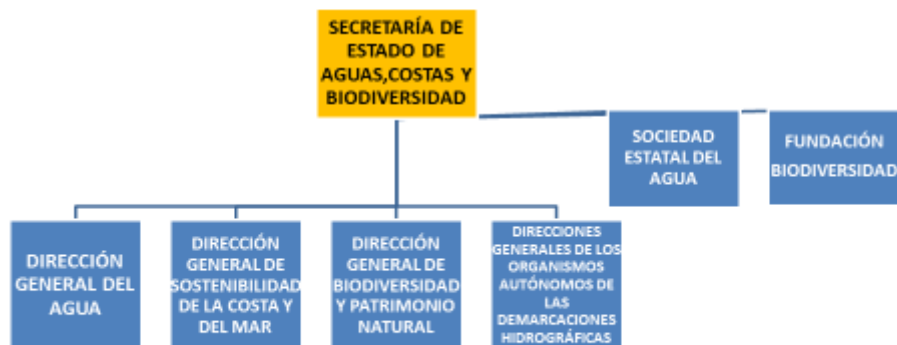 SECRETARÍA DE
ESTADO DE
AGUAS,COSTAS Y
BIODIVERSIDAD
SOCIEDAD
ESTATAL DEL
AGUA
FUNDACIÓN
BIODIVERSIDAD
DIRECCIÓN
GENERAL DEL
AGUA
DIRECCIÓN
GENERAL DE
SOSTENIBILIDAD
DE LA COSTA Y
DEL MAR
DIRECCIÓN
GENERAL DE
BIODIVERSIDAD
Y PATRIMONIO
NATURAL
DIRECCIONES
GENERALES DE LOS
ORGANISMOS
AUTÓNOMOS DE
LAS
DEMARCACIONES
HIDROGRÁFICAS